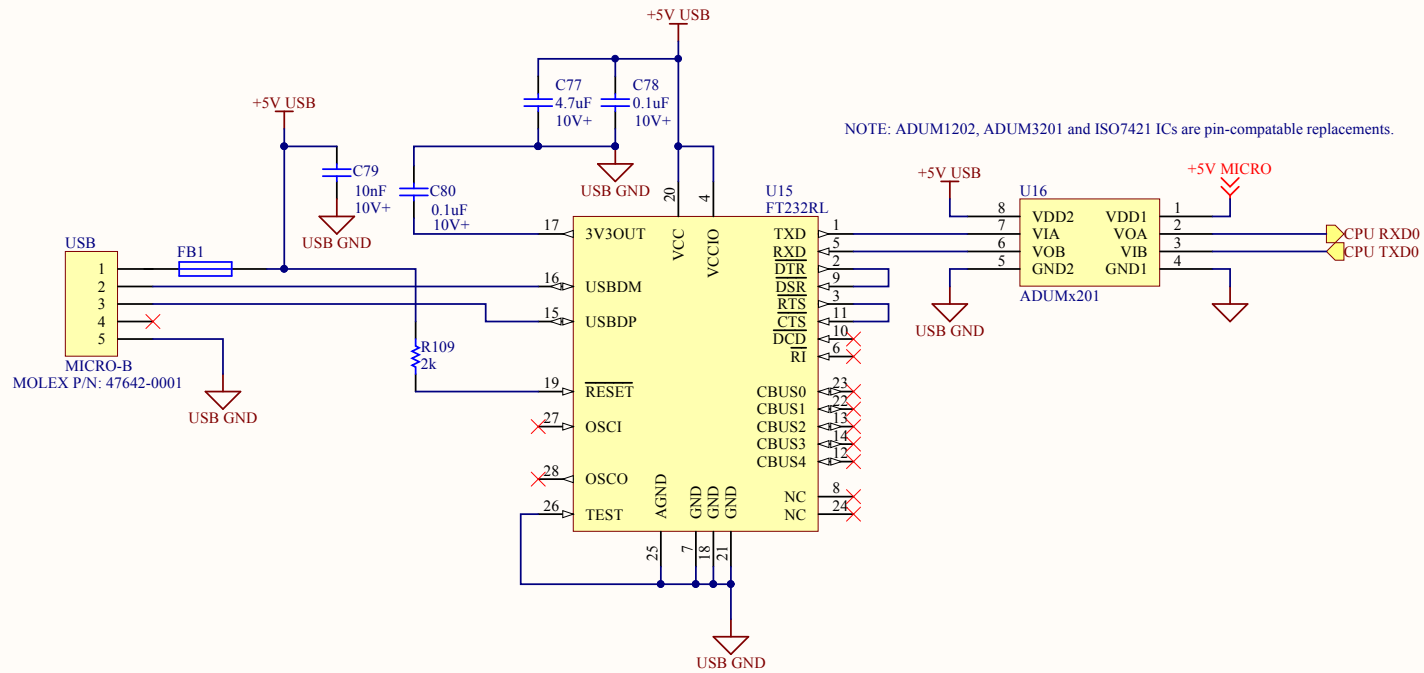 +5V USB
C77
4.7uF
10V+
C78
0.1uF
10V+
+5V USB
NOTE: ADUM1202, ADUM3201 and ISO7421 ICs are pin-compatable replacements.
C79
10nF
10V+
USB GND
C80
0.1uF
10V+
USB GND
USB
1
2
3
4
5
MICRO-B
MOLEX P/N: 47642-0001
FB1
USB GND
R109
2k
U15
FT232RL
20
VCC
4
VCCIO
17
3V3OUT
16
USBDM
15
USBDP
19
RESET
27
OSCI
28
OSCO
26
TEST
25
AGND
7
GND
18
GND
21
GND
USB GND
TXD
1
RXD
5
DTR
2
DSR
9
RTS
3
CTS
11
DCD
10
RI
6
CBUS0
23
CBUS1
22
CBUS2
13
CBUS3
14
CBUS4
12
NC
8
NC
24
+5V USB
USB GND
U16
8
VDD2
VDD1
1
7
VIA
VOA
2
6
VOB
VIB
3
5
GND2
GND1
4
ADUMx201
+5V MICRO
CPU RXD0
CPU TXD0